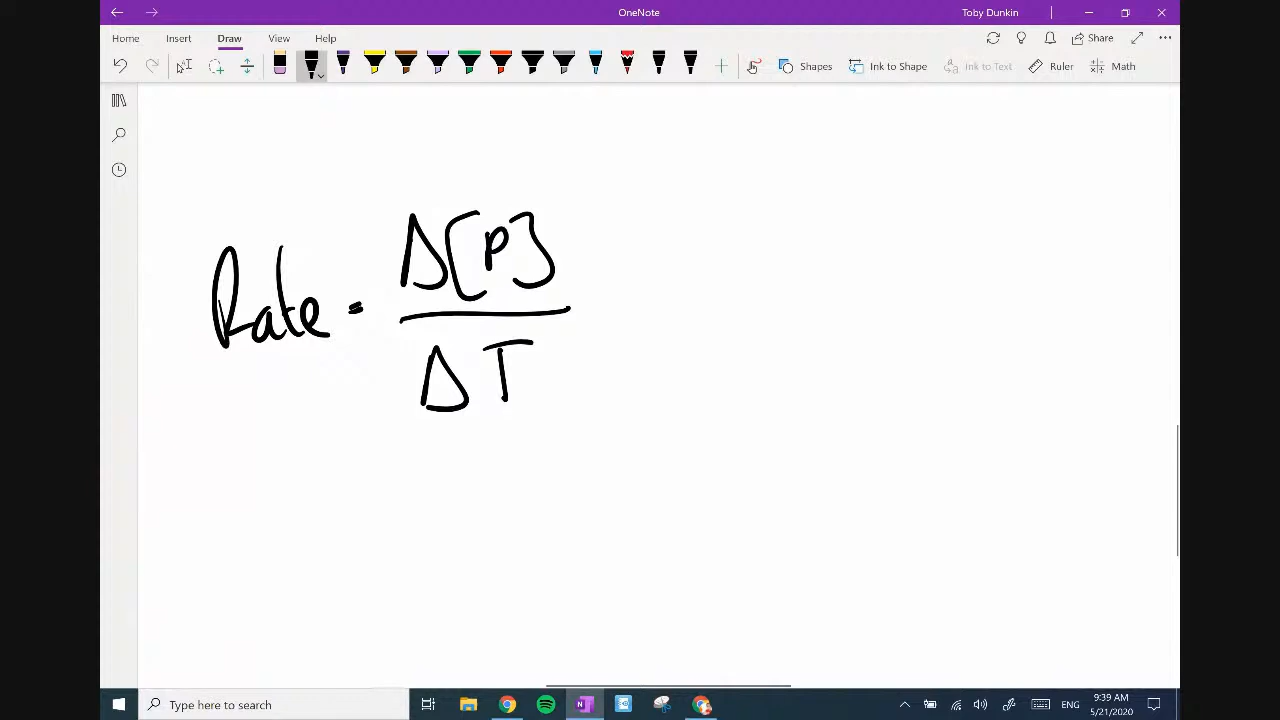 OneNote
Toby Dunkin
Home Insert Draw View Help
Share
Shapes Ink to Shape Ink to Text Ruler Math
Rate = Δ[P]
ΔT
Type here to search
ENG
9:39 AM
5/21/2020